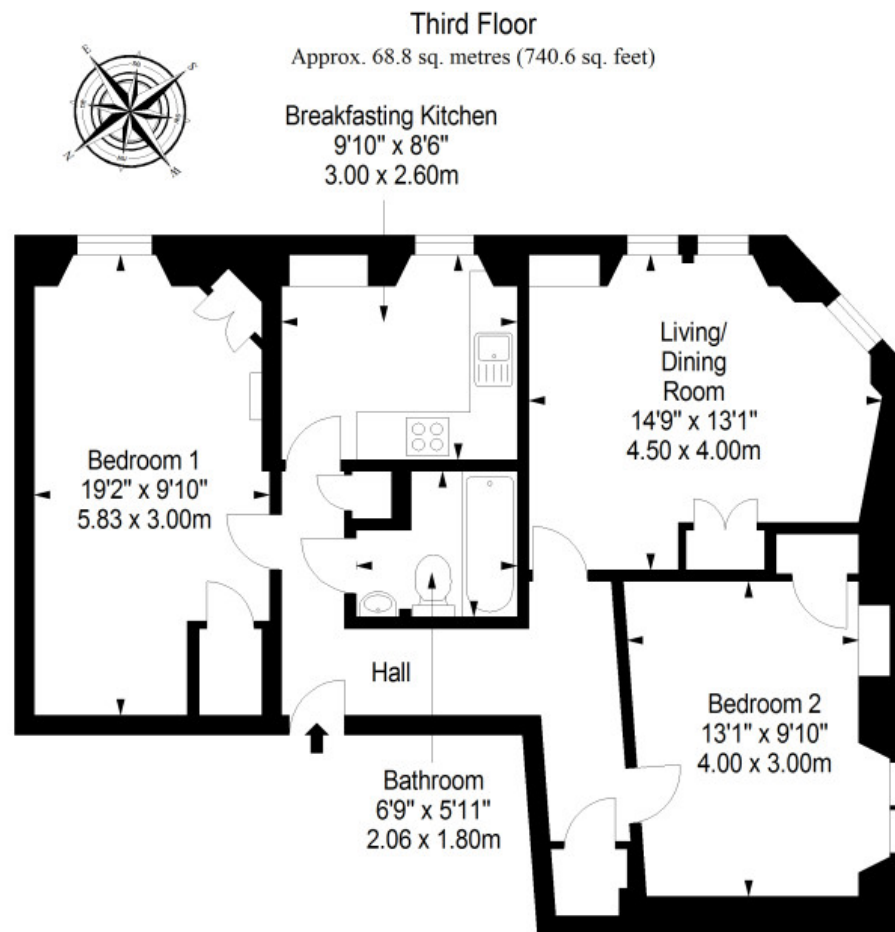 Third Floor
Approx. 68.8 sq. metres (740.6 sq. feet)
E
S
N
W
Breakfasting Kitchen
9'10" x 8'6"
3.00 x 2.60m
Living/
Dining
Room
14'9" x 13'1"
4.50 x 4.00m
Bedroom 1
19'2" x 9'10"
5.83 x 3.00m
Hall
Bedroom 2
13'1" x 9'10"
4.00 x 3.00m
Bathroom
6'9" x 5'11"
2.06 x 1.80m